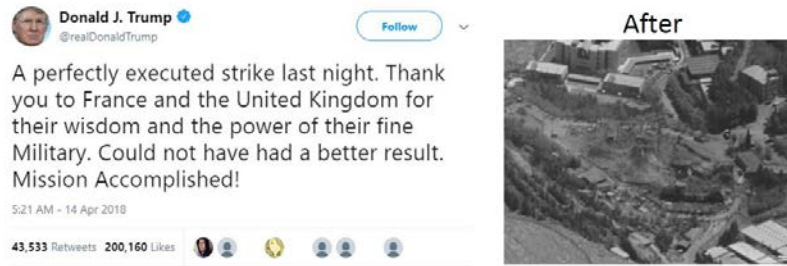 Donald J. Trump
@realDonaldTrump
Follow
A perfectly executed strike last night. Thank
you to France and the United Kingdom for
their wisdom and the power of their fine
Military. Could not have had a better result.
Mission Accomplished!
5:21 AM - 14 Apr 2018
43,533 Retweets 200,160 Likes
After